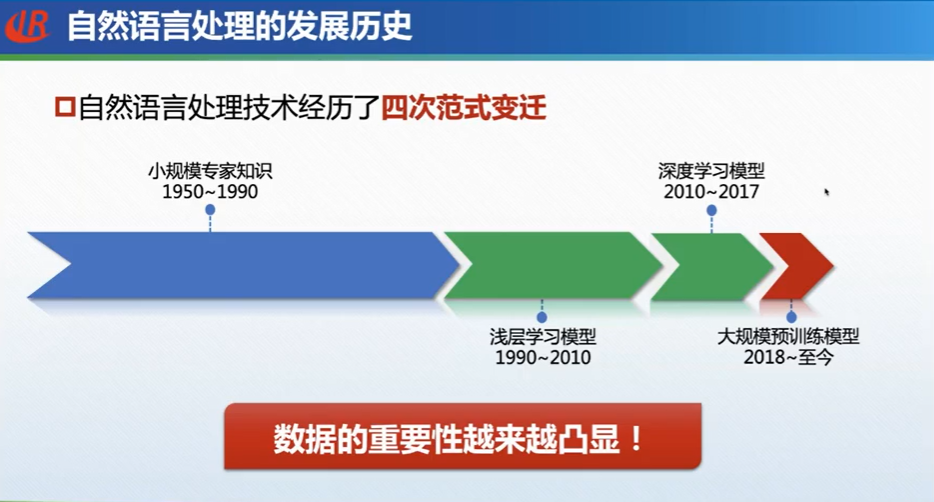 IR
自然语言处理的发展历史
自然语言处理技术经历了四次范式变迁
小规模专家知识
1950~1990
深度学习模型
2010~2017
浅层学习模型
1990~2010
大规模预训练模型
2018~至今
数据的重要性越来越凸显！